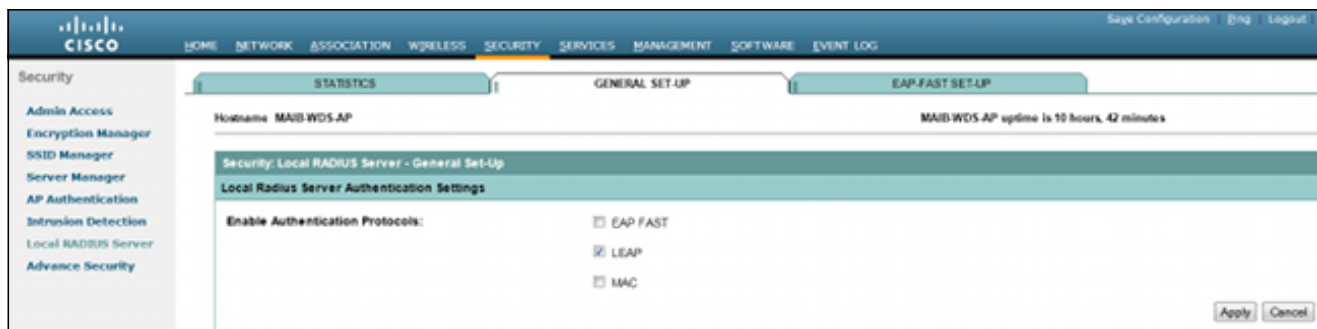 Save Configuration | Ping | Logout
CISCO
HOME NETWORK ASSOCIATION WIRELESS SECURITY SERVICES MANAGEMENT SOFTWARE EVENT LOG
Security
Admin Access
Encryption Manager
SSID Manager
Server Manager
AP Authentication
Intrusion Detection
Local RADIUS Server
Advance Security
STATISTICS GENERAL SET-UP EAP-FAST SET-UP
Hostname MAIB-WDS-AP MAIB-WDS-AP uptime is 10 hours, 42 minutes
Security: Local RADIUS Server - General Set-Up
Local Radius Server Authentication Settings
Enable Authentication Protocols: EAP FAST
LEAP
MAC
Apply Cancel